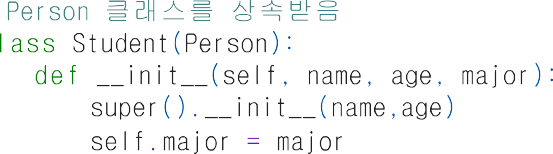 Person 클래스를 상속받음
lass Student(Person):
    def __init__(self, name, age, major):
        super().__init__(name,age)
        self.major = major